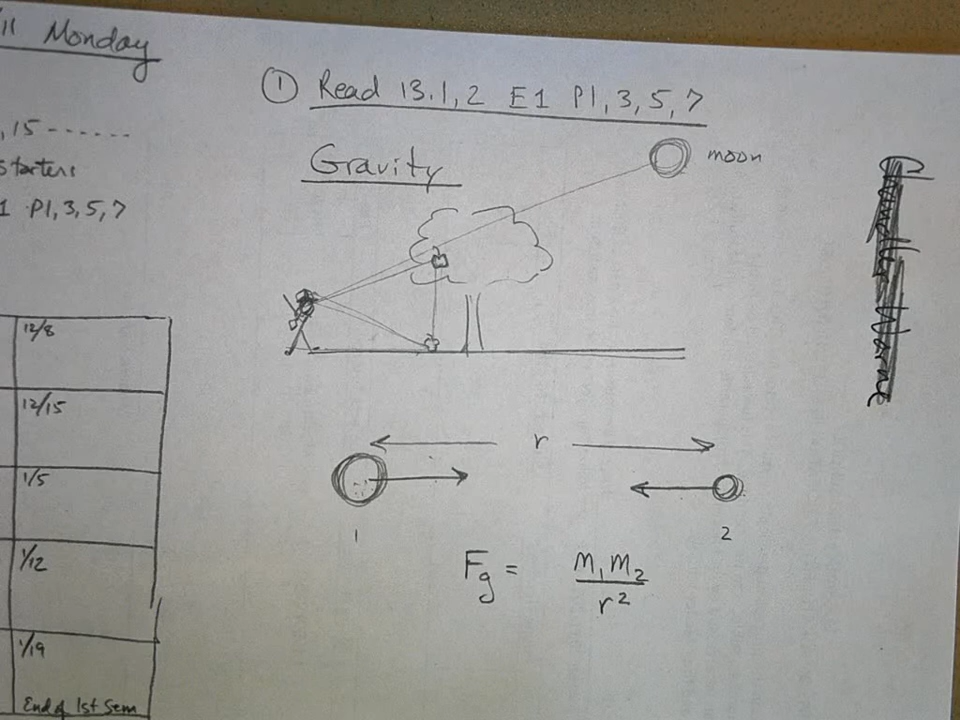 11 Monday
, 15 ------
starters
1 P1, 3, 5, 7
12/8
12/15
1/5
1/12
1/19
End of 1st Sem
① Read 13.1, 2 E1 P1, 3, 5, 7
Gravity
moon
r
1
2
Fg = m₁m₂/r²